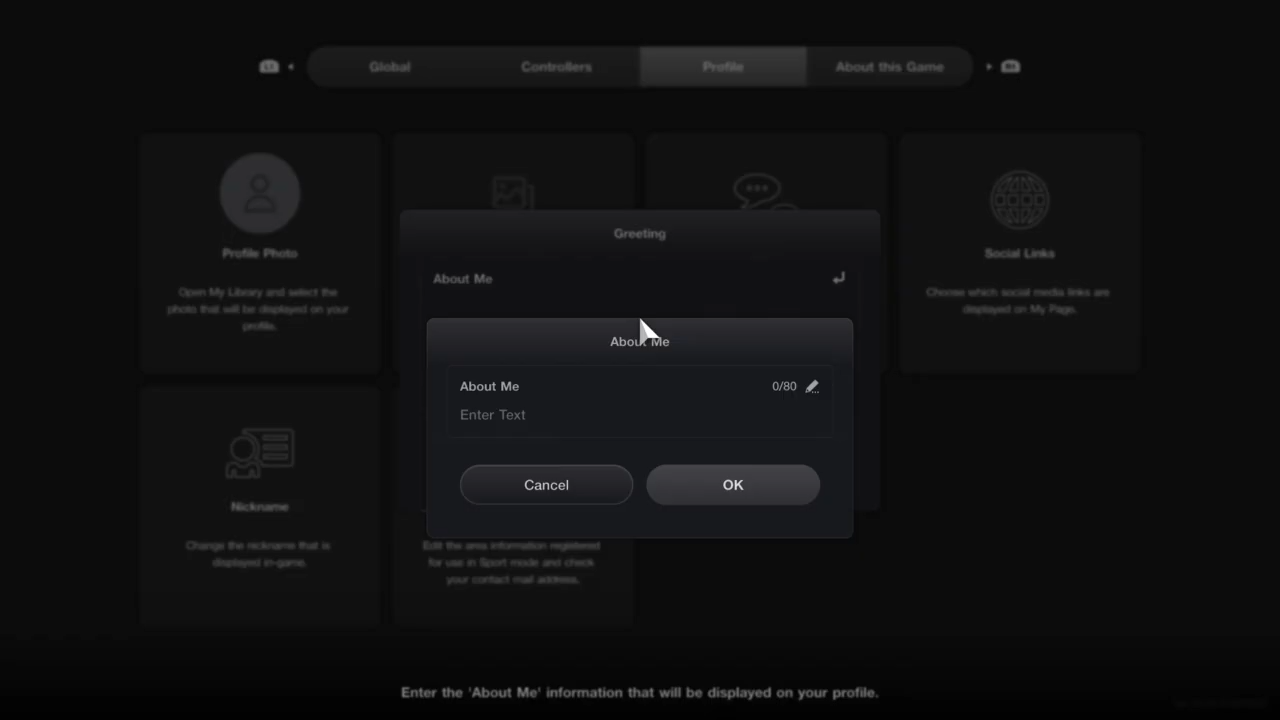 Global
Controllers
Profile
About this Game
Profile Photo
Open My Library and select the
photo that will be displayed on your
profile.
Social Links
Choose which social media links are
displayed on My Page.
Greeting
About Me
About Me
About Me
0/80
Enter Text
Cancel
OK
Nickname
Change the nickname that is
displayed in-game.
Edit the area information registered
for use in Sport mode and check
your contact mail address.
Enter the 'About Me' information that will be displayed on your profile.